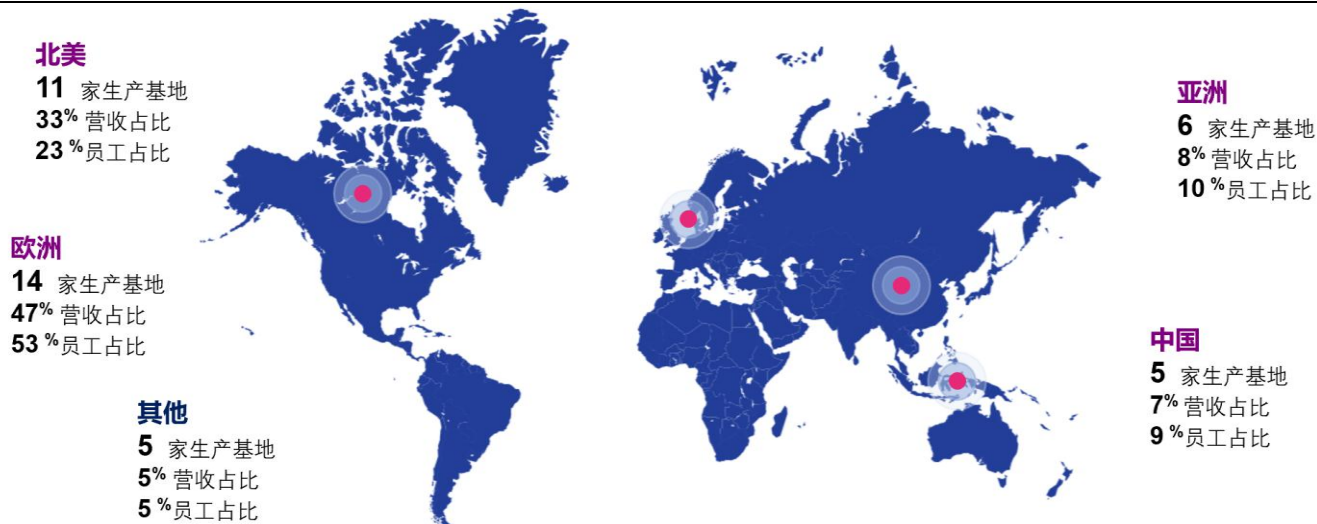 北美
11 家生产基地
33% 营收占比
23 %员工占比
欧洲
14 家生产基地
47% 营收占比
53 %员工占比
其他
5 家生产基地
5% 营收占比
5 %员工占比
亚洲
6 家生产基地
8% 营收占比
10 %员工占比
中国
5 家生产基地
7% 营收占比
9 %员工占比